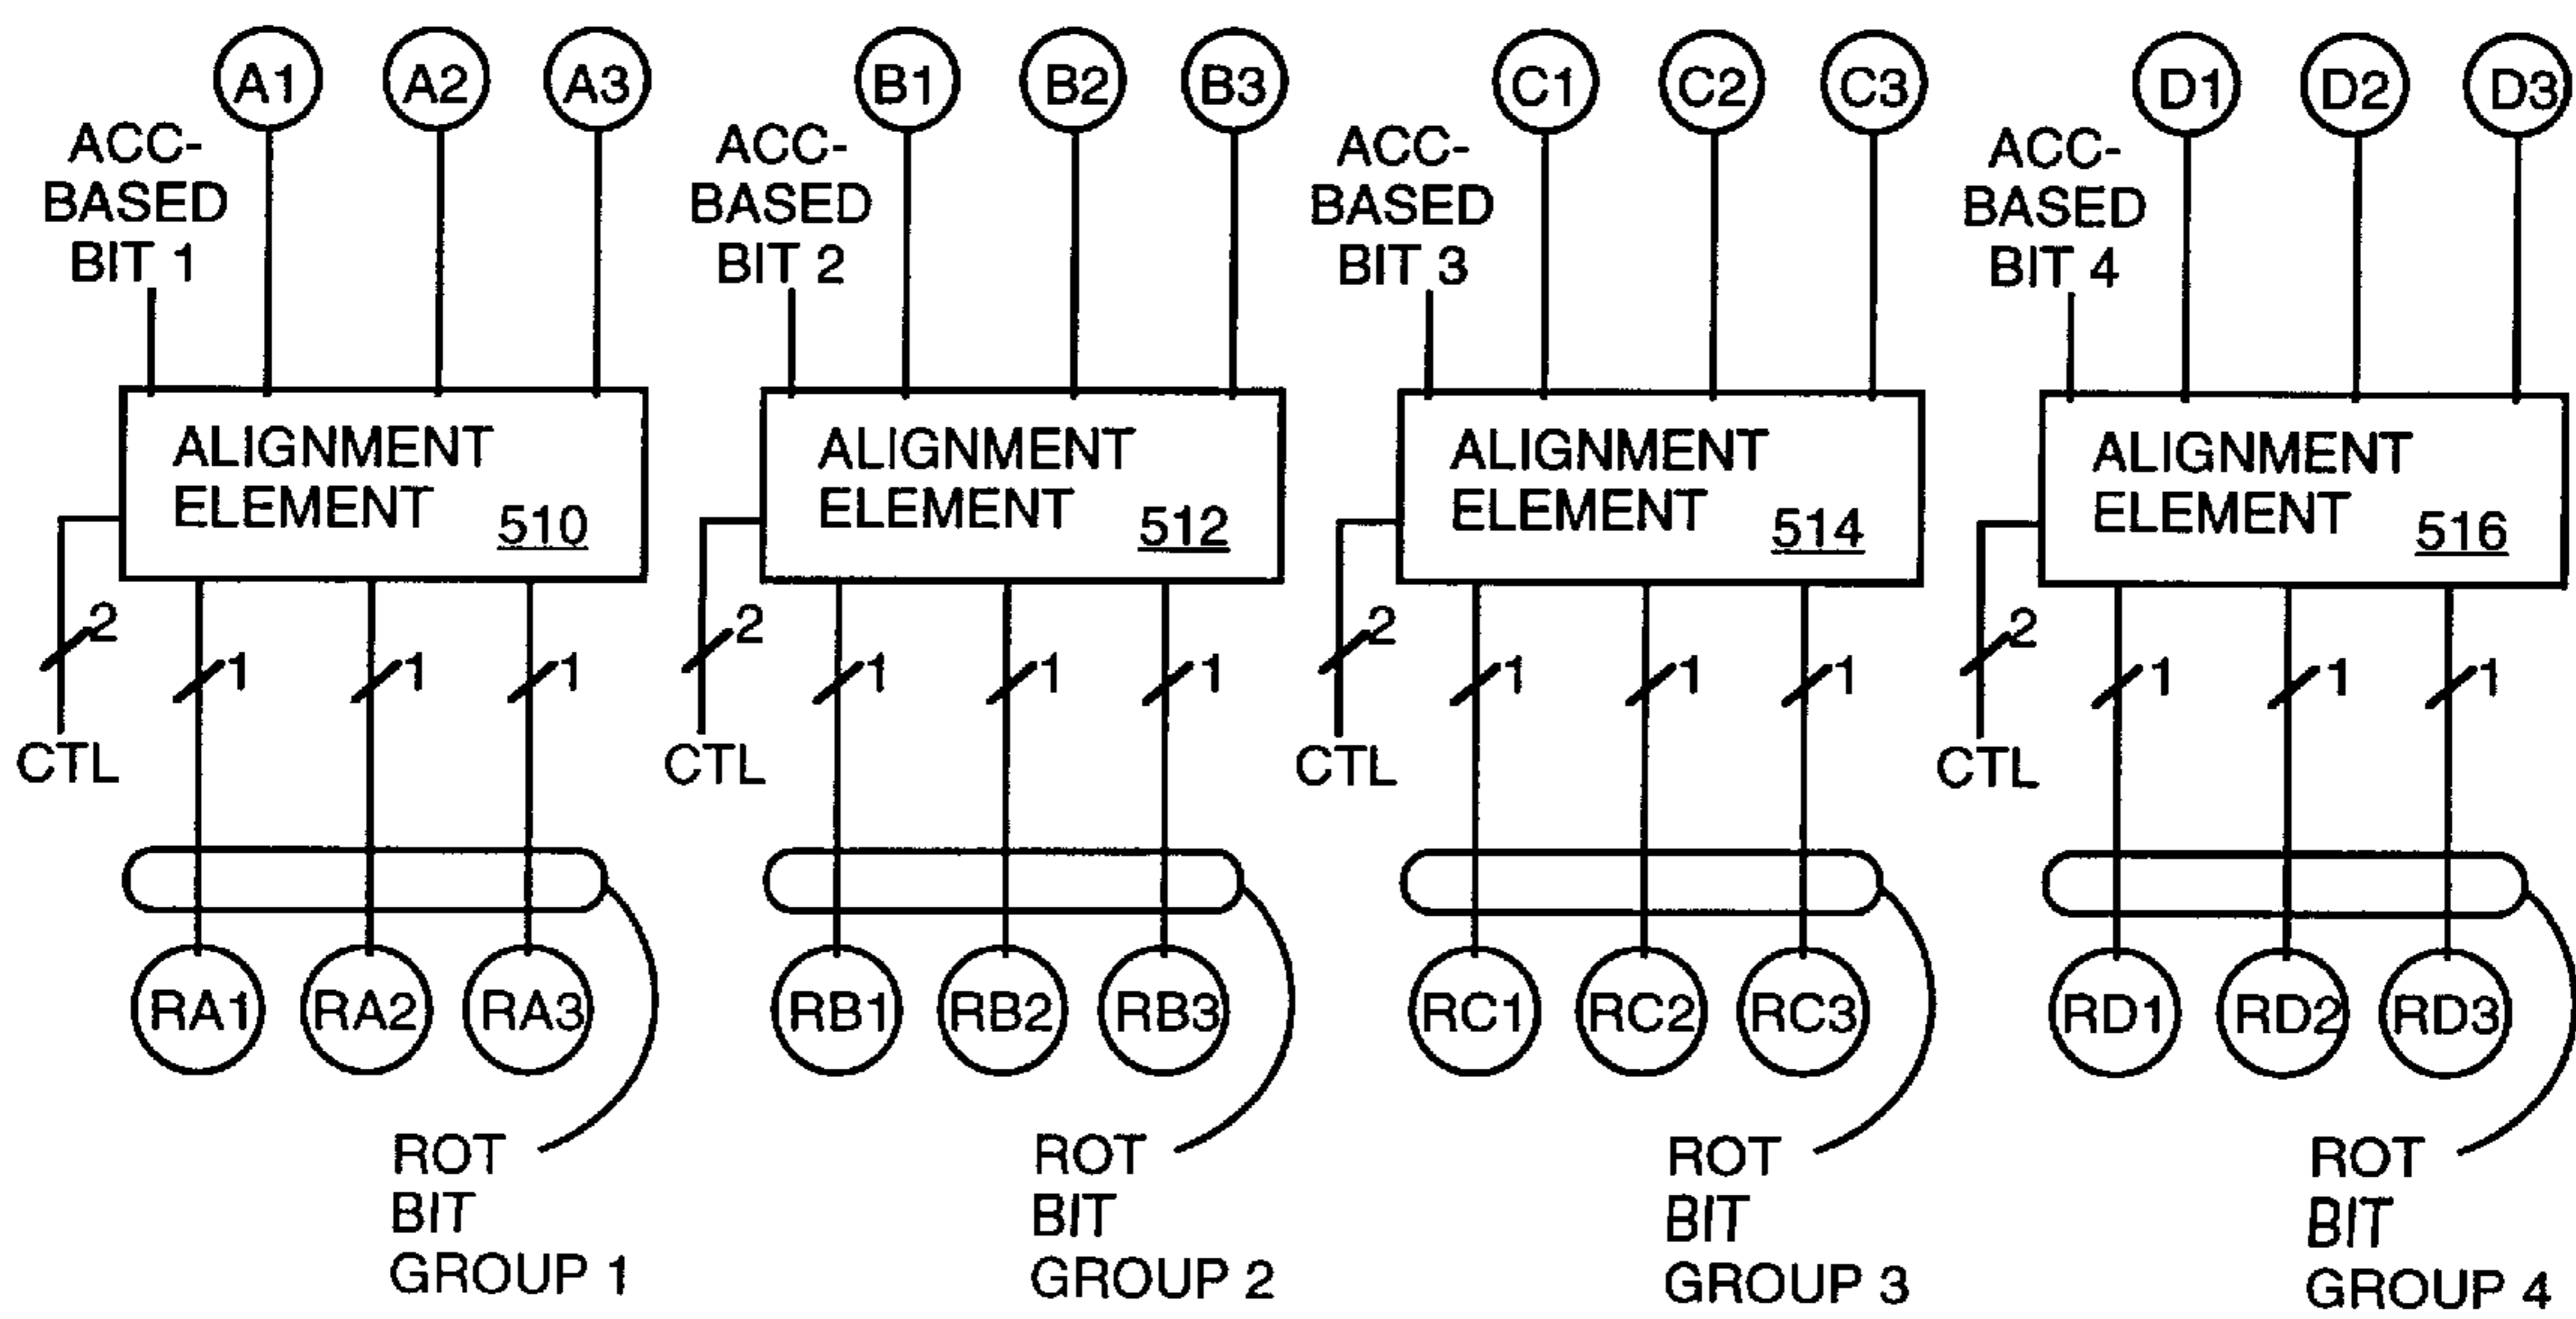 A1 A2 A3 B1 B2 B3 C1 C2 C3 D1 D2 D3
ACC-
BASED
BIT 1
ACC-
BASED
BIT 2
ACC-
BASED
BIT 3
ACC-
BASED
BIT 4
ALIGNMENT
ELEMENT 510
ALIGNMENT
ELEMENT 512
ALIGNMENT
ELEMENT 514
ALIGNMENT
ELEMENT 516
2 1 1 1 2 1 1 1 2 1 1 1 2 1 1 1
CTL CTL CTL CTL
RA1 RA2 RA3 RB1 RB2 RB3 RC1 RC2 RC3 RD1 RD2 RD3
ROT
BIT
GROUP 1
ROT
BIT
GROUP 2
ROT
BIT
GROUP 3
ROT
BIT
GROUP 4